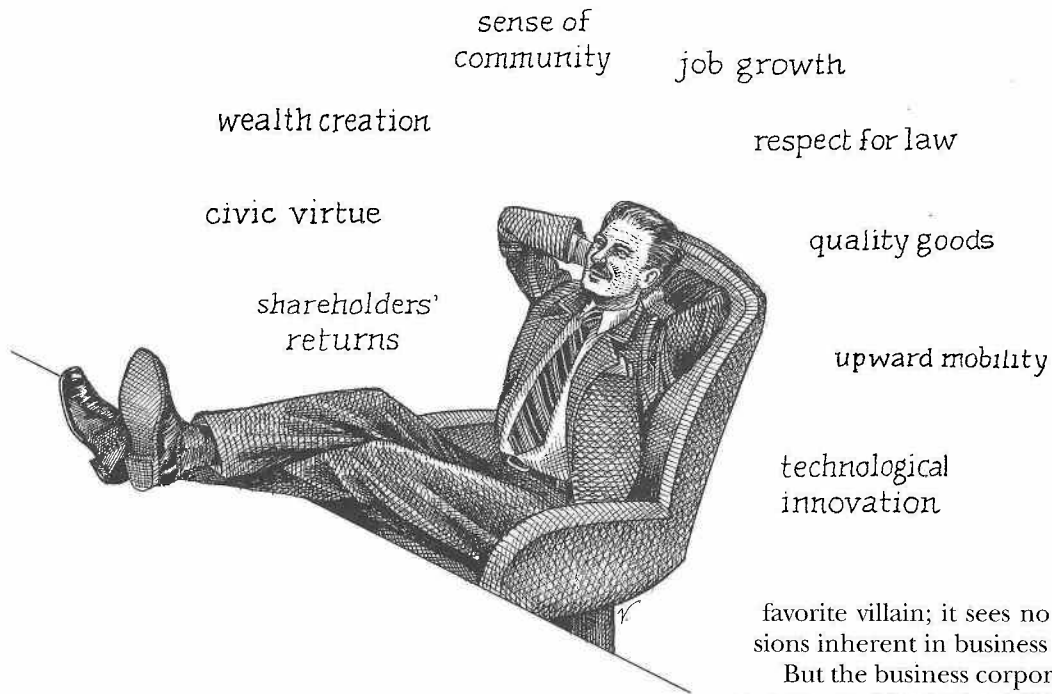 sense of
community
job growth
wealth creation
respect for law
civic virtue
quality goods
shareholders'
returns
upward mobility
technological
innovation
favorite villain; it sees no
sions inherent in business
But the business corpor